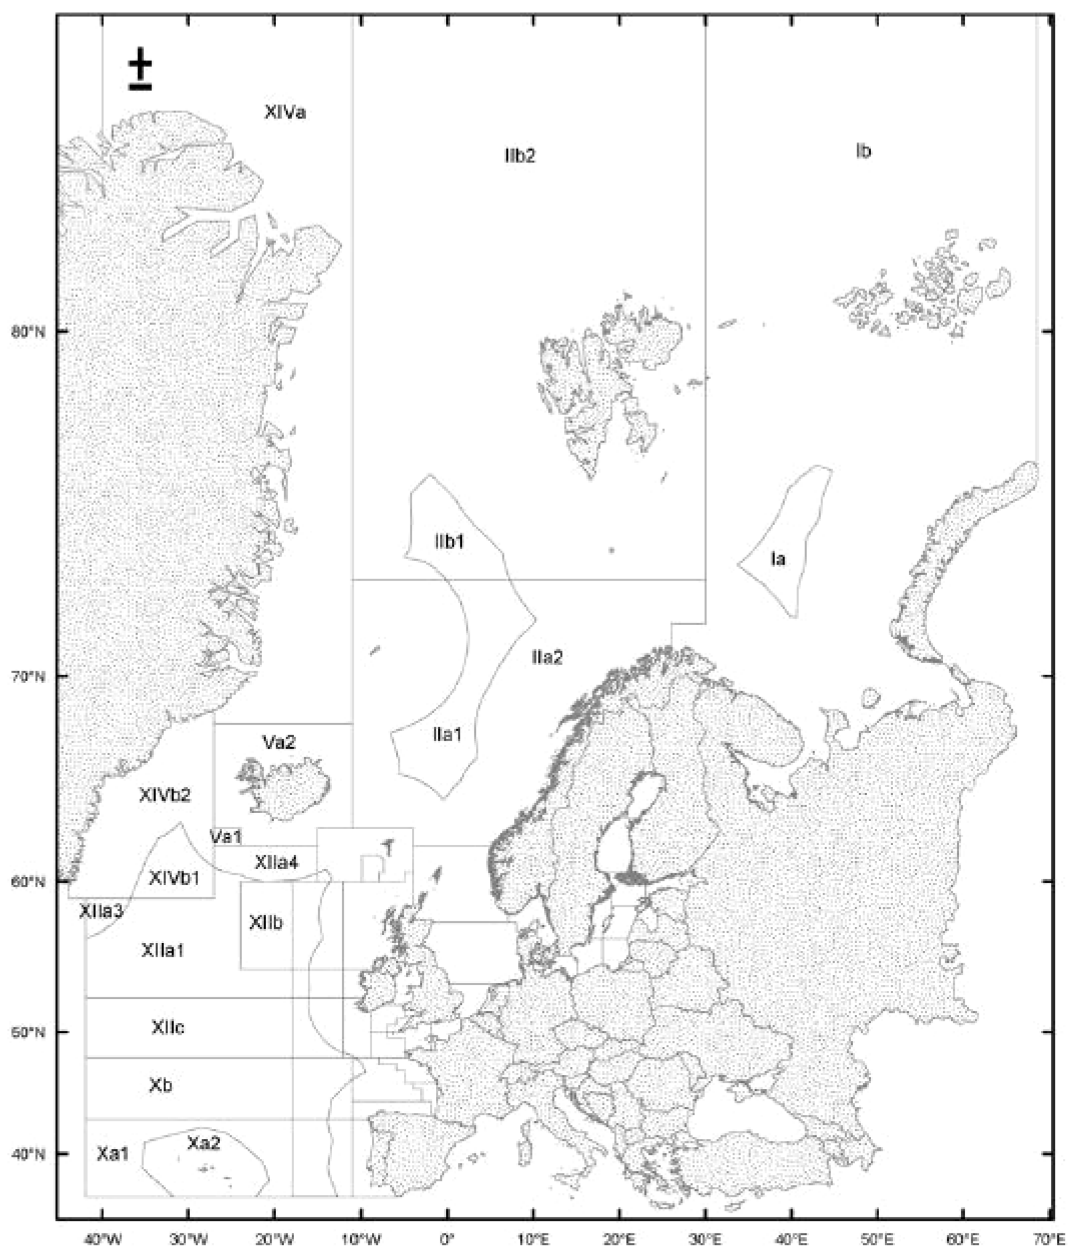 ±
XIVa
IIb2
Ib
80°N
IIb1
Ia
IIa2
70°N
IIa1
Va2
XIVb2
Va1
XIIa4
XIVb1
60°N
XIIa3
XIIb
XIIa1
XIIc
50°N
Xb
Xa2
Xa1
40°N
40°W 30°W 20°W 10°W 0° 10°E 20°E 30°E 40°E 50°E 60°E 70°E